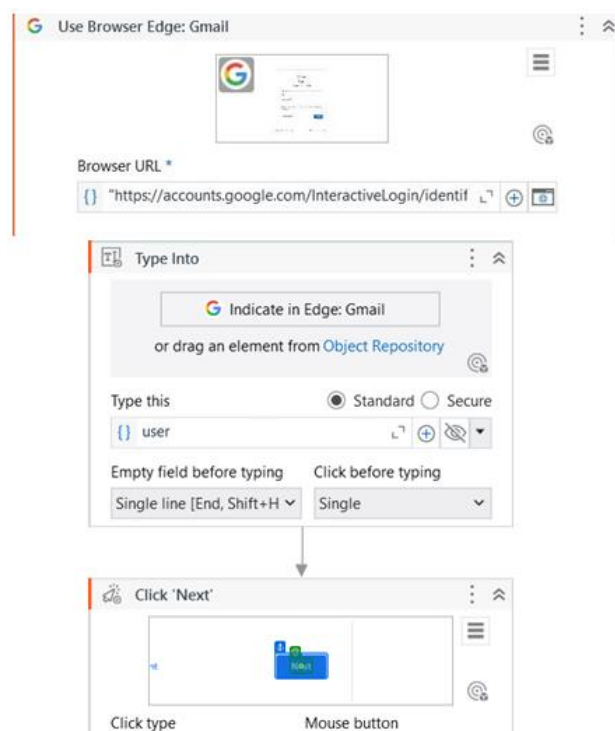 Use Browser Edge: Gmail
Browser URL *
"https://accounts.google.com/InteractiveLogin/identif
Type Into
Indicate in Edge: Gmail
or drag an element from Object Repository
Type this Standard Secure
user
Empty field before typing Click before typing
Single line [End, Shift+H Single
Click 'Next'
Next
Click type Mouse button